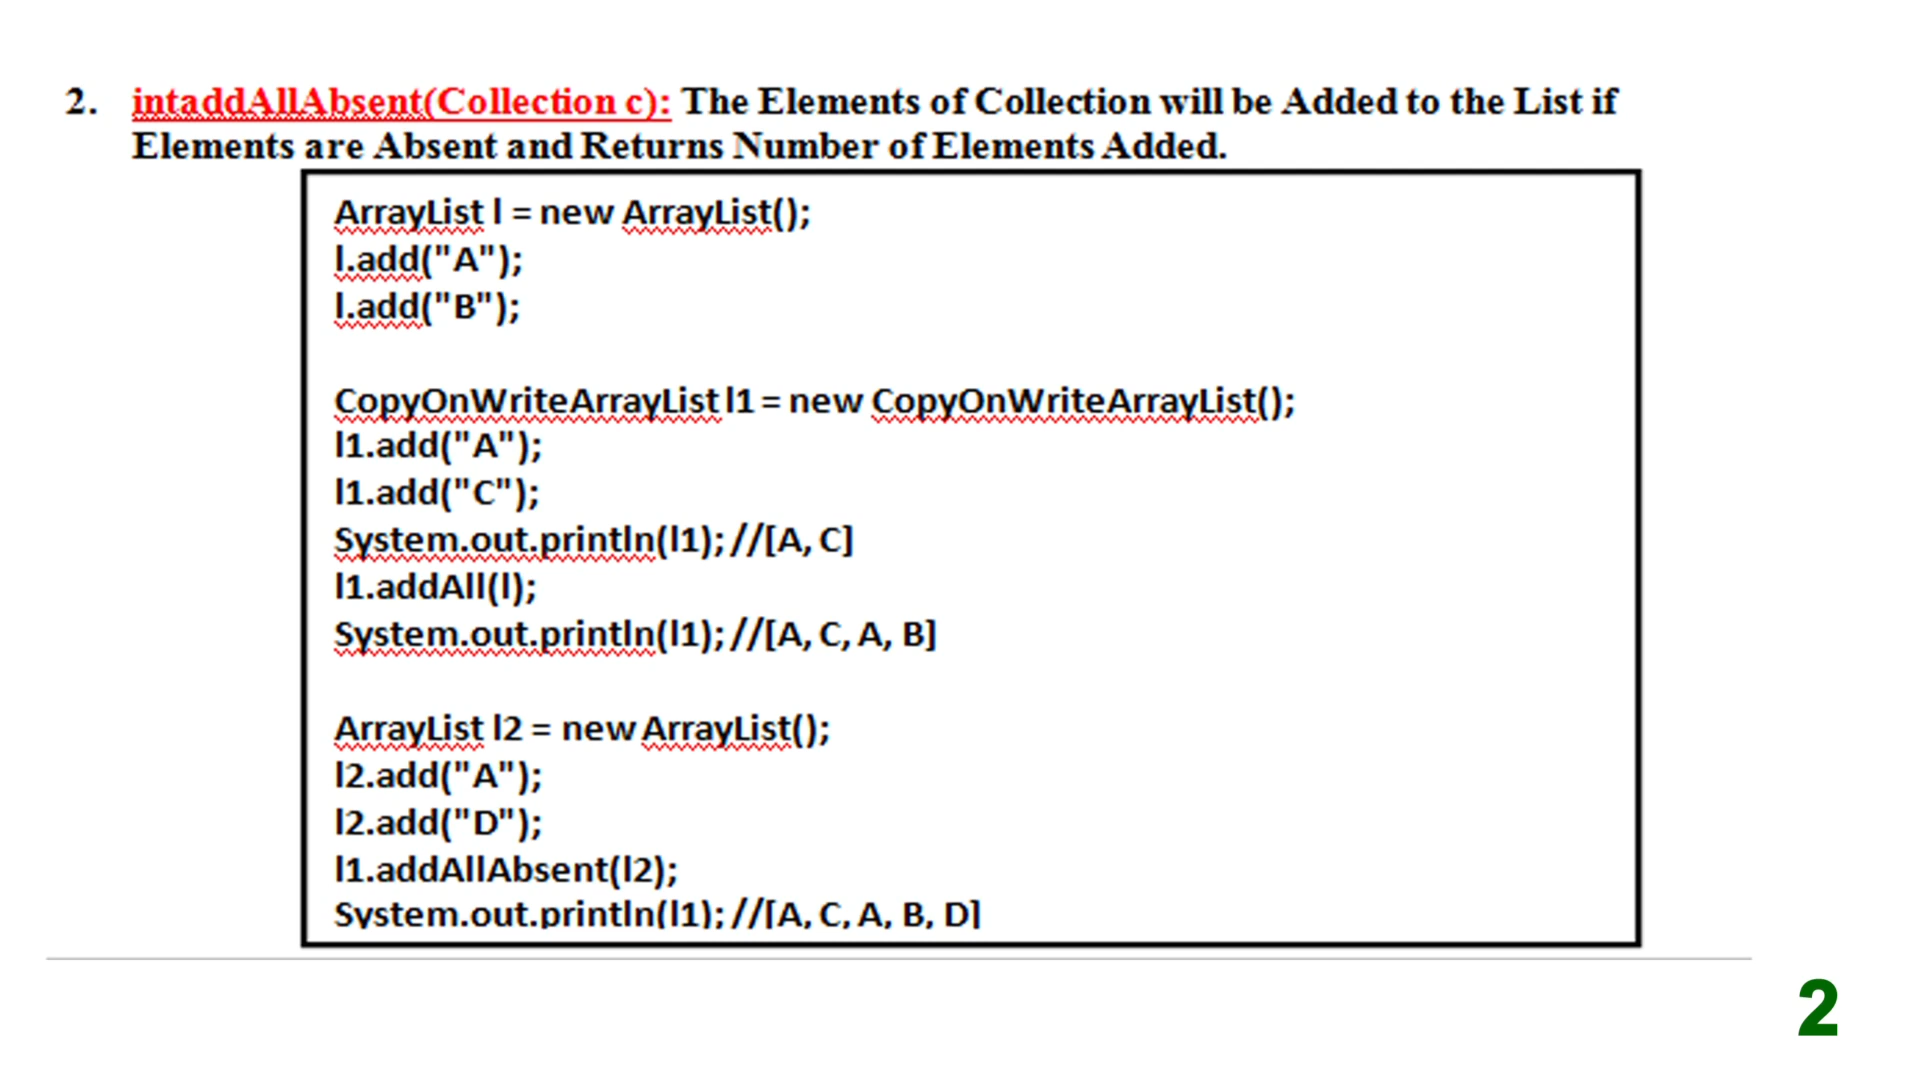 2. intaddAllAbsent(Collection c): The Elements of Collection will be Added to the List if
Elements are Absent and Returns Number of Elements Added.
ArrayList l = new ArrayList();
l.add("A");
l.add("B");
CopyOnWriteArrayList l1 = new CopyOnWriteArrayList();
l1.add("A");
l1.add("C");
System.out.println(l1); //[A, C]
l1.addAll(l);
System.out.println(l1); //[A, C, A, B]
ArrayList l2 = new ArrayList();
l2.add("A");
l2.add("D");
l1.addAllAbsent(l2);
System.out.println(l1); //[A, C, A, B, D]
2